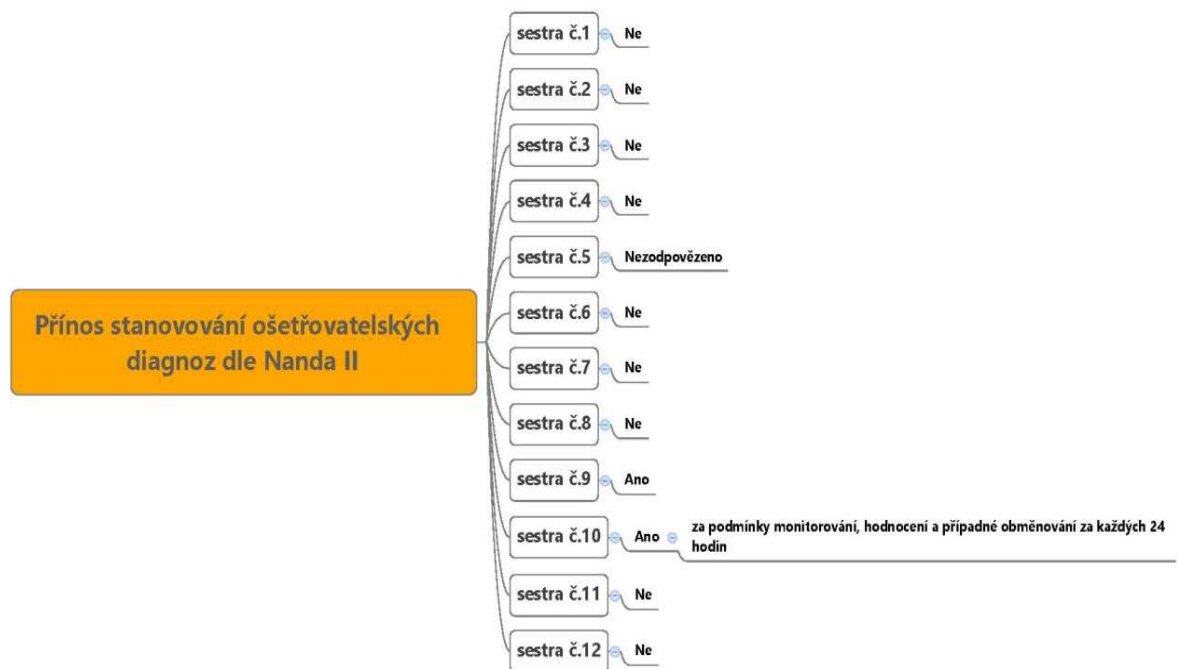 sestra č.1 Ne
sestra č.2 Ne
sestra č.3 Ne
sestra č.4 Ne
sestra č.5 Nezodpovězeno
Přínos stanovování ošetřovatelských
diagnoz dle Nanda II
sestra č.6 Ne
sestra č.7 Ne
sestra č.8 Ne
sestra č.9 Ano
sestra č.10 Ano za podmínky monitorování, hodnocení a případné obměnování za každých 24
hodin
sestra č.11 Ne
sestra č.12 Ne